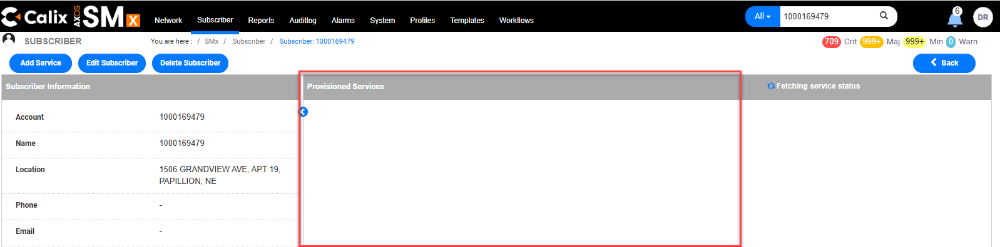 Calix AXOS SMx Network Subscriber Reports Auditlog Alarms System Profiles Templates Workflows All 1000169479 6 DR
SUBSCRIBER You are here : / SMx / Subscriber / Subscriber: 1000169479 709 Crit 999+ Maj 999+ Min 0 Warn
Add Service Edit Subscriber Delete Subscriber Back
Subscriber Information Provisioned Services Fetching service status
Account 1000169479
Name 1000169479
Location 1506 GRANDVIEW AVE, APT 19,
PAPILLION, NE
Phone -
Email -